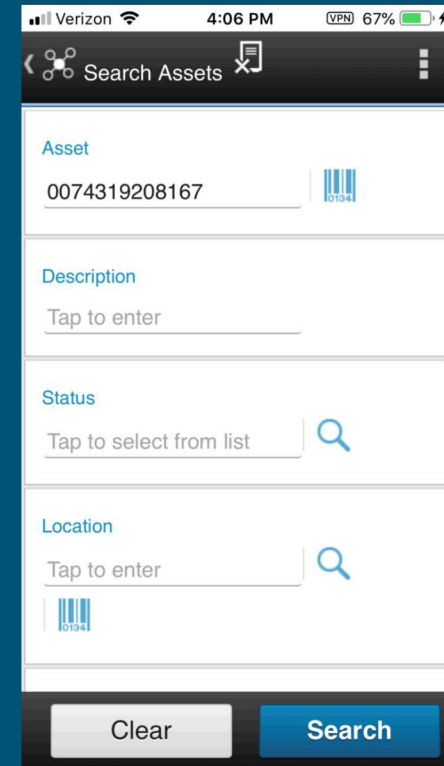 Verizon 4:06 PM VPN 67%
Search Assets
Asset
0074319208167
0134
Description
Tap to enter
Status
Tap to select from list
Location
Tap to enter
0134
Clear Search